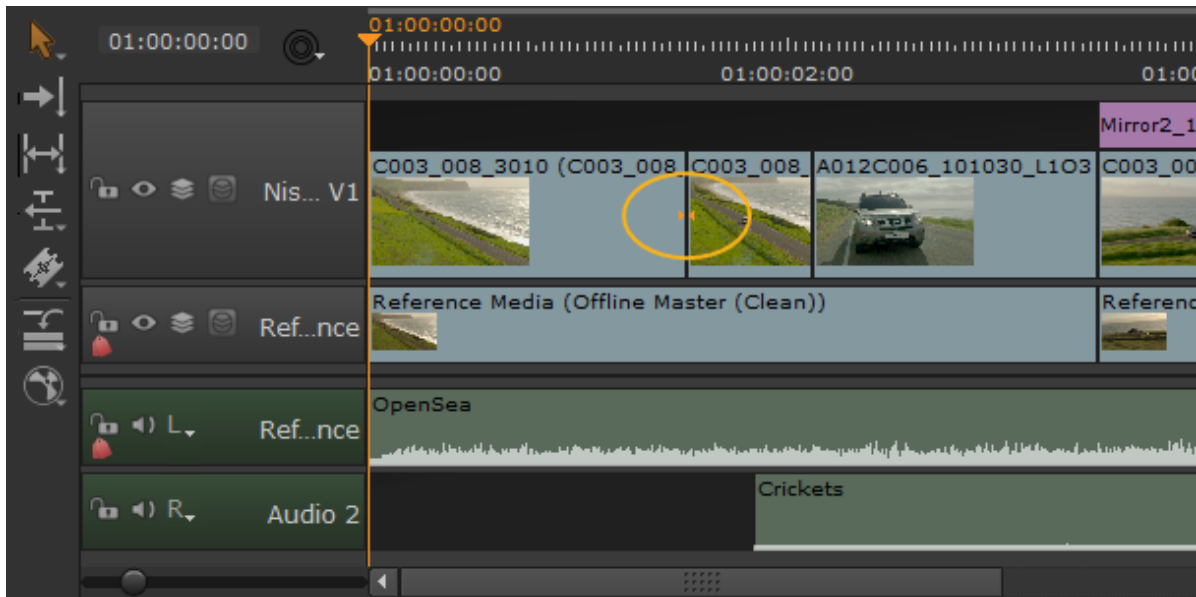 01:00:00:00
01:00:00:00
01:00:00:00
01:00:02:00
01:00
Mirror2_1
Nis... V1
C003_008_3010 (C003_008_
C003_008_
A012C006_101030_L1O3
C003_00
Ref...nce
Reference Media (Offline Master (Clean))
Referenc
L
Ref...nce
OpenSea
R
Audio 2
Crickets